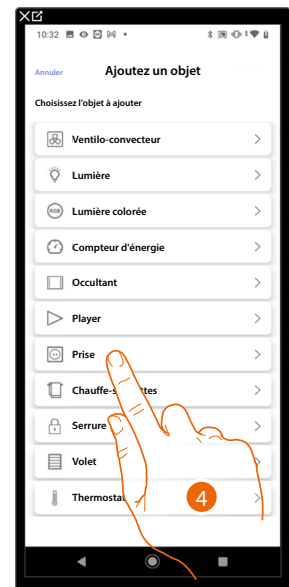 10:32
Annuler Ajoutez un objet
Choisissez l'objet à ajouter
Ventilo-convecteur
Lumière
RGB Lumière colorée
Compteur d'énergie
Occultant
Player
Prise
Serrure
Volet
4